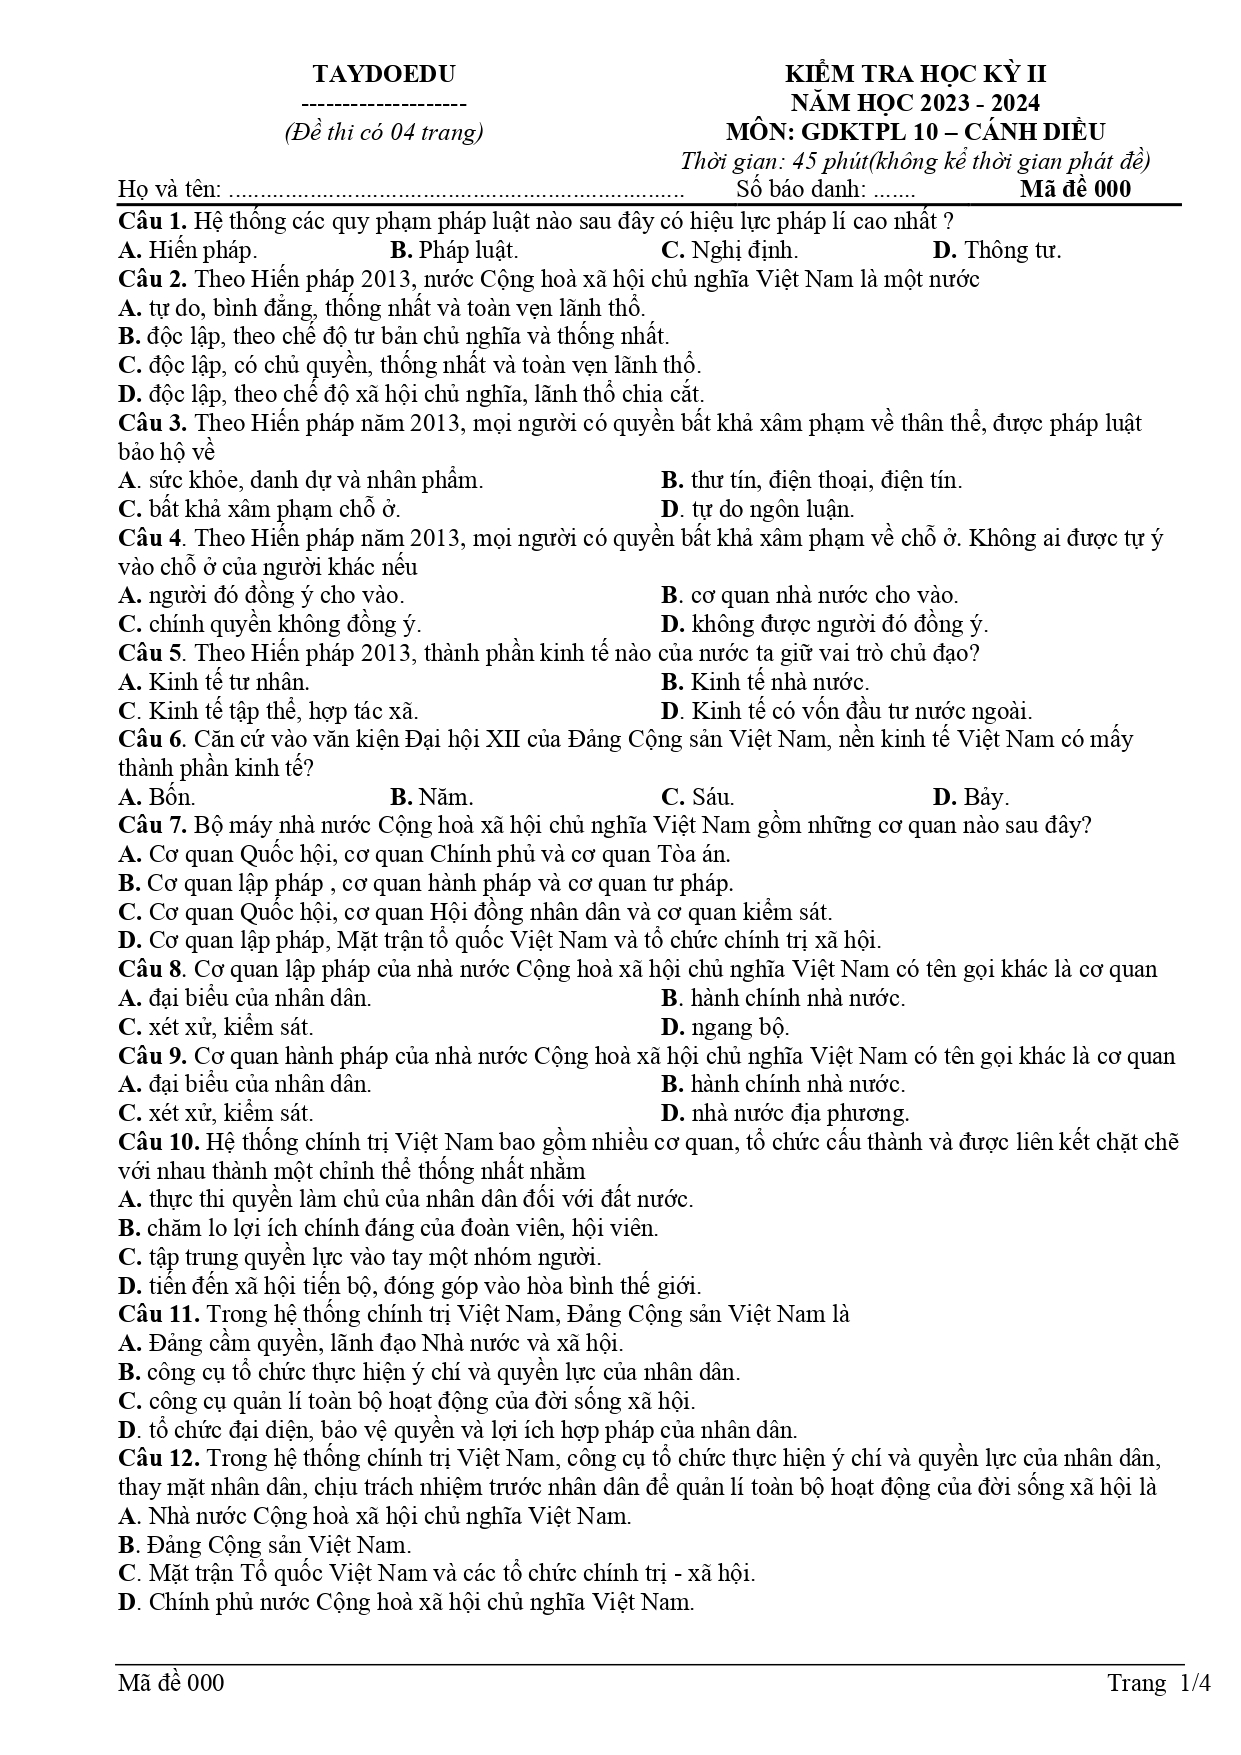 TAYDOEDU
--------------------
(Đề thi có 04 trang)
KIỂM TRA HỌC KỲ II
NĂM HỌC 2023 - 2024
MÔN: GDKTPL 10 – CÁNH DIỀU
Thời gian: 45 phút(không kể thời gian phát đề)
Họ và tên: ......................................................................... Số báo danh: ....... Mã đề 000
Câu 1. Hệ thống các quy phạm pháp luật nào sau đây có hiệu lực pháp lí cao nhất ?
A. Hiến pháp. B. Pháp luật. C. Nghị định. D. Thông tư.
Câu 2. Theo Hiến pháp 2013, nước Cộng hoà xã hội chủ nghĩa Việt Nam là một nước
A. tự do, bình đẳng, thống nhất và toàn vẹn lãnh thổ.
B. độc lập, theo chế độ tư bản chủ nghĩa và thống nhất.
C. độc lập, có chủ quyền, thống nhất và toàn vẹn lãnh thổ.
D. độc lập, theo chế độ xã hội chủ nghĩa, lãnh thổ chia cắt.
Câu 3. Theo Hiến pháp năm 2013, mọi người có quyền bất khả xâm phạm về thân thể, được pháp luật
bảo hộ về
A. sức khỏe, danh dự và nhân phẩm. B. thư tín, điện thoại, điện tín.
C. bất khả xâm phạm chỗ ở. D. tự do ngôn luận.
Câu 4. Theo Hiến pháp năm 2013, mọi người có quyền bất khả xâm phạm về chỗ ở. Không ai được tự ý
vào chỗ ở của người khác nếu
A. người đó đồng ý cho vào. B. cơ quan nhà nước cho vào.
C. chính quyền không đồng ý. D. không được người đó đồng ý.
Câu 5. Theo Hiến pháp 2013, thành phần kinh tế nào của nước ta giữ vai trò chủ đạo?
A. Kinh tế tư nhân. B. Kinh tế nhà nước.
C. Kinh tế tập thể, hợp tác xã. D. Kinh tế có vốn đầu tư nước ngoài.
Câu 6. Căn cứ vào văn kiện Đại hội XII của Đảng Cộng sản Việt Nam, nền kinh tế Việt Nam có mấy
thành phần kinh tế?
A. Bốn. B. Năm. C. Sáu. D. Bảy.
Câu 7. Bộ máy nhà nước Cộng hoà xã hội chủ nghĩa Việt Nam gồm những cơ quan nào sau đây?
A. Cơ quan Quốc hội, cơ quan Chính phủ và cơ quan Tòa án.
B. Cơ quan lập pháp , cơ quan hành pháp và cơ quan tư pháp.
C. Cơ quan Quốc hội, cơ quan Hội đồng nhân dân và cơ quan kiểm sát.
D. Cơ quan lập pháp, Mặt trận tổ quốc Việt Nam và tổ chức chính trị xã hội.
Câu 8. Cơ quan lập pháp của nhà nước Cộng hoà xã hội chủ nghĩa Việt Nam có tên gọi khác là cơ quan
A. đại biểu của nhân dân. B. hành chính nhà nước.
C. xét xử, kiểm sát. D. ngang bộ.
Câu 9. Cơ quan hành pháp của nhà nước Cộng hoà xã hội chủ nghĩa Việt Nam có tên gọi khác là cơ quan
A. đại biểu của nhân dân. B. hành chính nhà nước.
C. xét xử, kiểm sát. D. nhà nước địa phương.
Câu 10. Hệ thống chính trị Việt Nam bao gồm nhiều cơ quan, tổ chức cấu thành và được liên kết chặt chẽ
với nhau thành một chỉnh thể thống nhất nhằm
A. thực thi quyền làm chủ của nhân dân đối với đất nước.
B. chăm lo lợi ích chính đáng của đoàn viên, hội viên.
C. tập trung quyền lực vào tay một nhóm người.
D. tiến đến xã hội tiến bộ, đóng góp vào hòa bình thế giới.
Câu 11. Trong hệ thống chính trị Việt Nam, Đảng Cộng sản Việt Nam là
A. Đảng cầm quyền, lãnh đạo Nhà nước và xã hội.
B. công cụ tổ chức thực hiện ý chí và quyền lực của nhân dân.
C. công cụ quản lí toàn bộ hoạt động của đời sống xã hội.
D. tổ chức đại diện, bảo vệ quyền và lợi ích hợp pháp của nhân dân.
Câu 12. Trong hệ thống chính trị Việt Nam, công cụ tổ chức thực hiện ý chí và quyền lực của nhân dân,
thay mặt nhân dân, chịu trách nhiệm trước nhân dân để quản lí toàn bộ hoạt động của đời sống xã hội là
A. Nhà nước Cộng hoà xã hội chủ nghĩa Việt Nam.
B. Đảng Cộng sản Việt Nam.
C. Mặt trận Tổ quốc Việt Nam và các tổ chức chính trị - xã hội.
D. Chính phủ nước Cộng hoà xã hội chủ nghĩa Việt Nam.
Mã đề 000 Trang 1/4